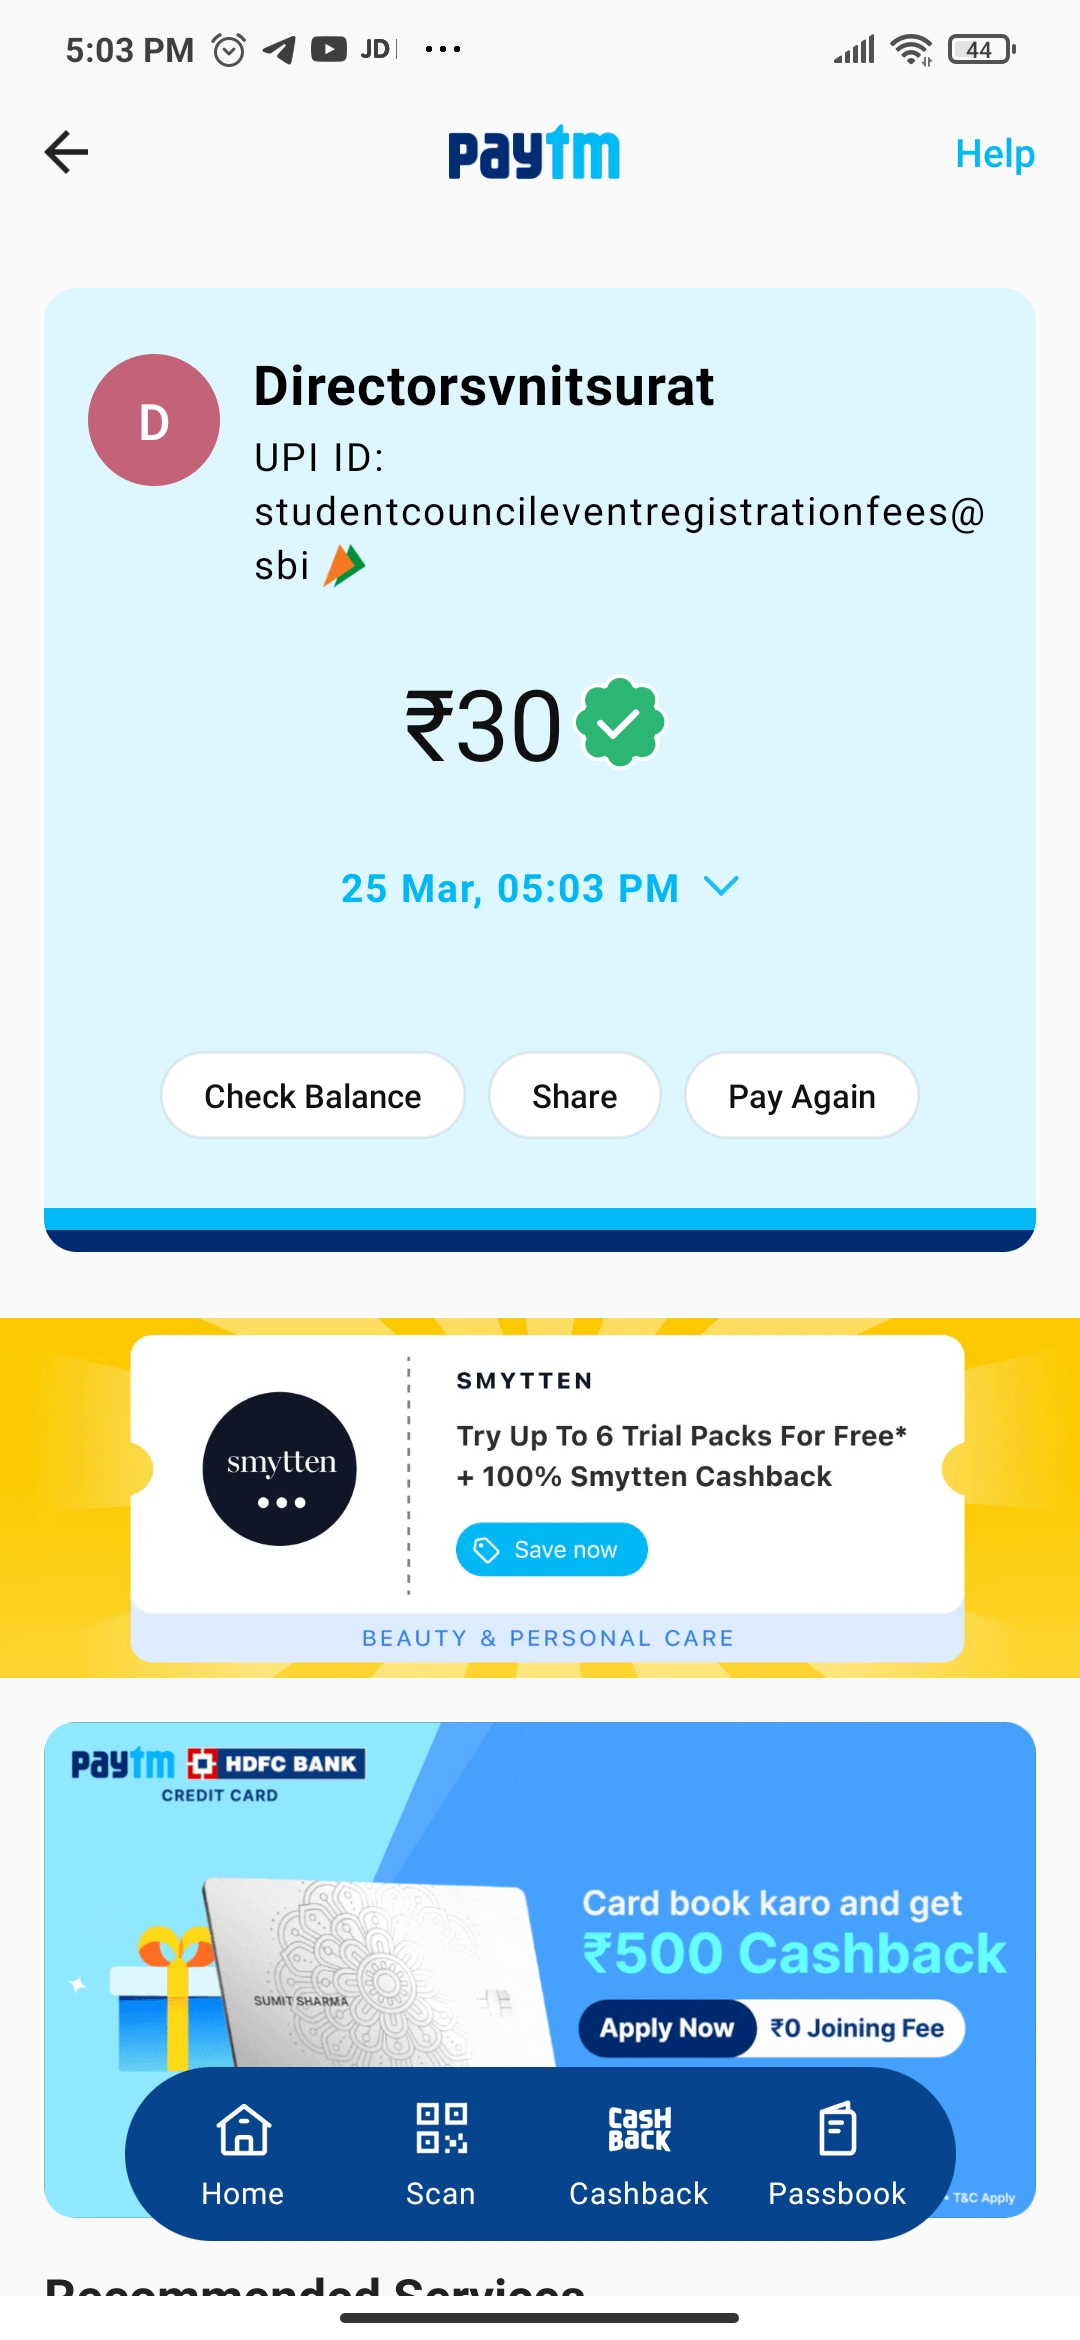 5:03 PM JD 44
paytm Help
D
Directorsvnitsurat
UPI ID:
studentcouncileventregistrationfees@
sbi
₹30
25 Mar, 05:03 PM
Check Balance Share Pay Again
SMYTTEN
smytten
Try Up To 6 Trial Packs For Free*
+ 100% Smytten Cashback
Save now
BEAUTY & PERSONAL CARE
paytm HDFC BANK
CREDIT CARD
Card book karo and get
₹500 Cashback
SUMIT SHARMA
Apply Now ₹0 Joining Fee
CASH
BACK
Home Scan Cashback Passbook
• T&C Apply
Recommended Services